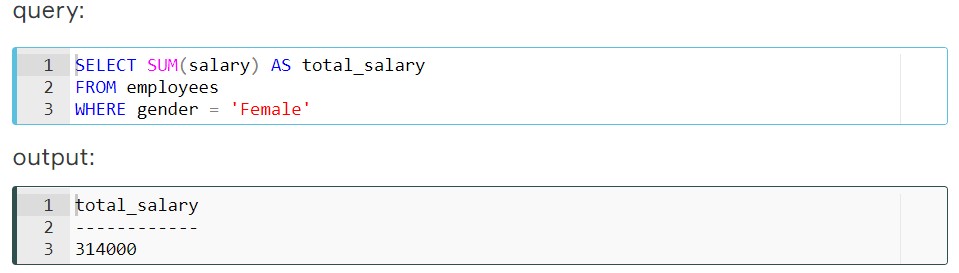 query:
1 SELECT SUM(salary) AS total_salary
2 FROM employees
3 WHERE gender = 'Female'
output:
1 total_salary
2 ------------
3 314000